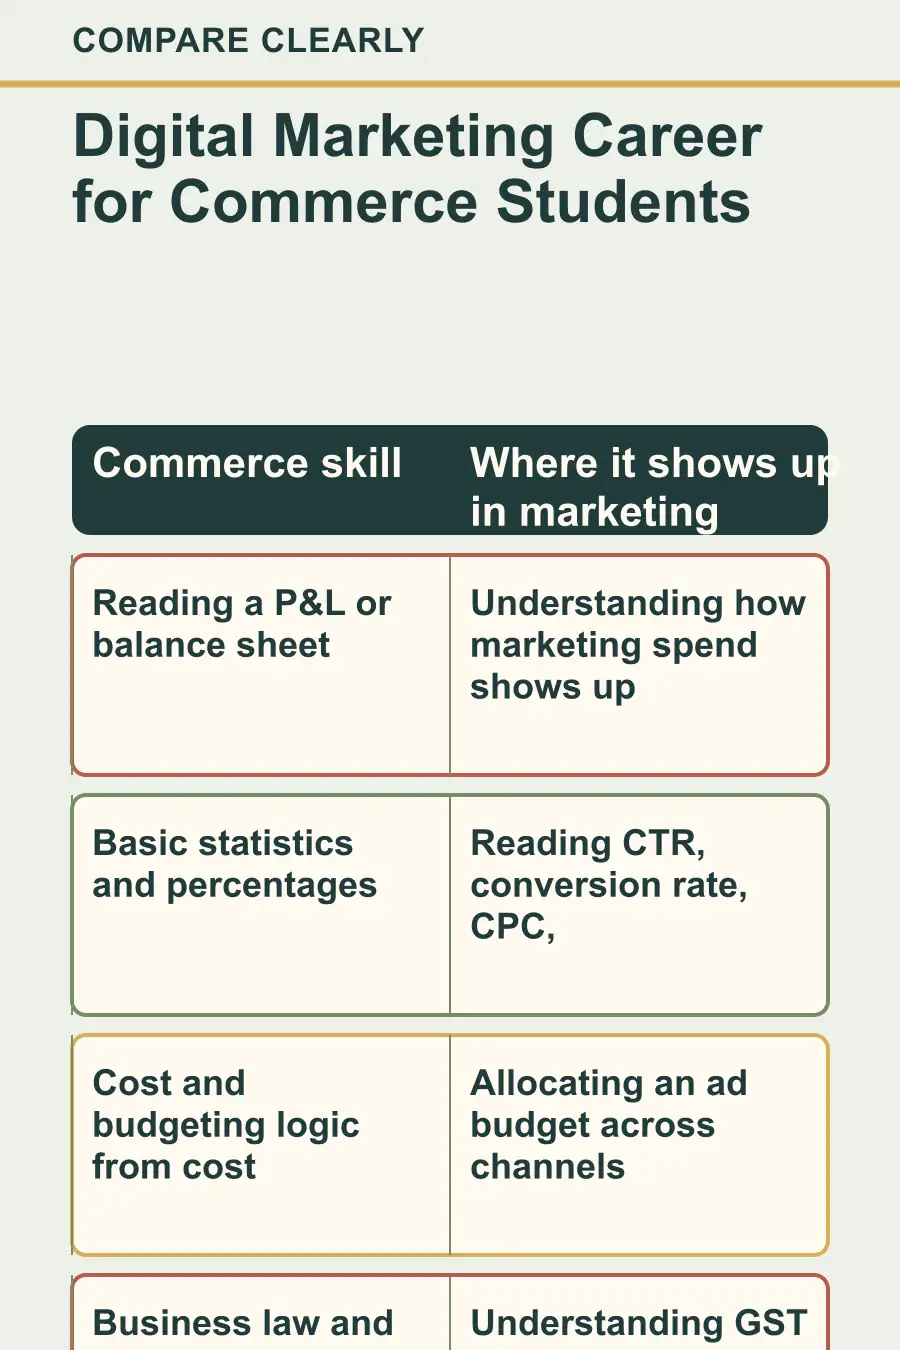 COMPARE CLEARLY
Digital Marketing Career
for Commerce Students
Commerce skill
Where it shows up
in marketing
Reading a P&L or
balance sheet
Understanding how
marketing spend
shows up
Basic statistics
and percentages
Reading CTR,
conversion rate,
CPC,
Cost and
budgeting logic
from cost
Allocating an ad
budget across
channels
Business law and
Understanding GST